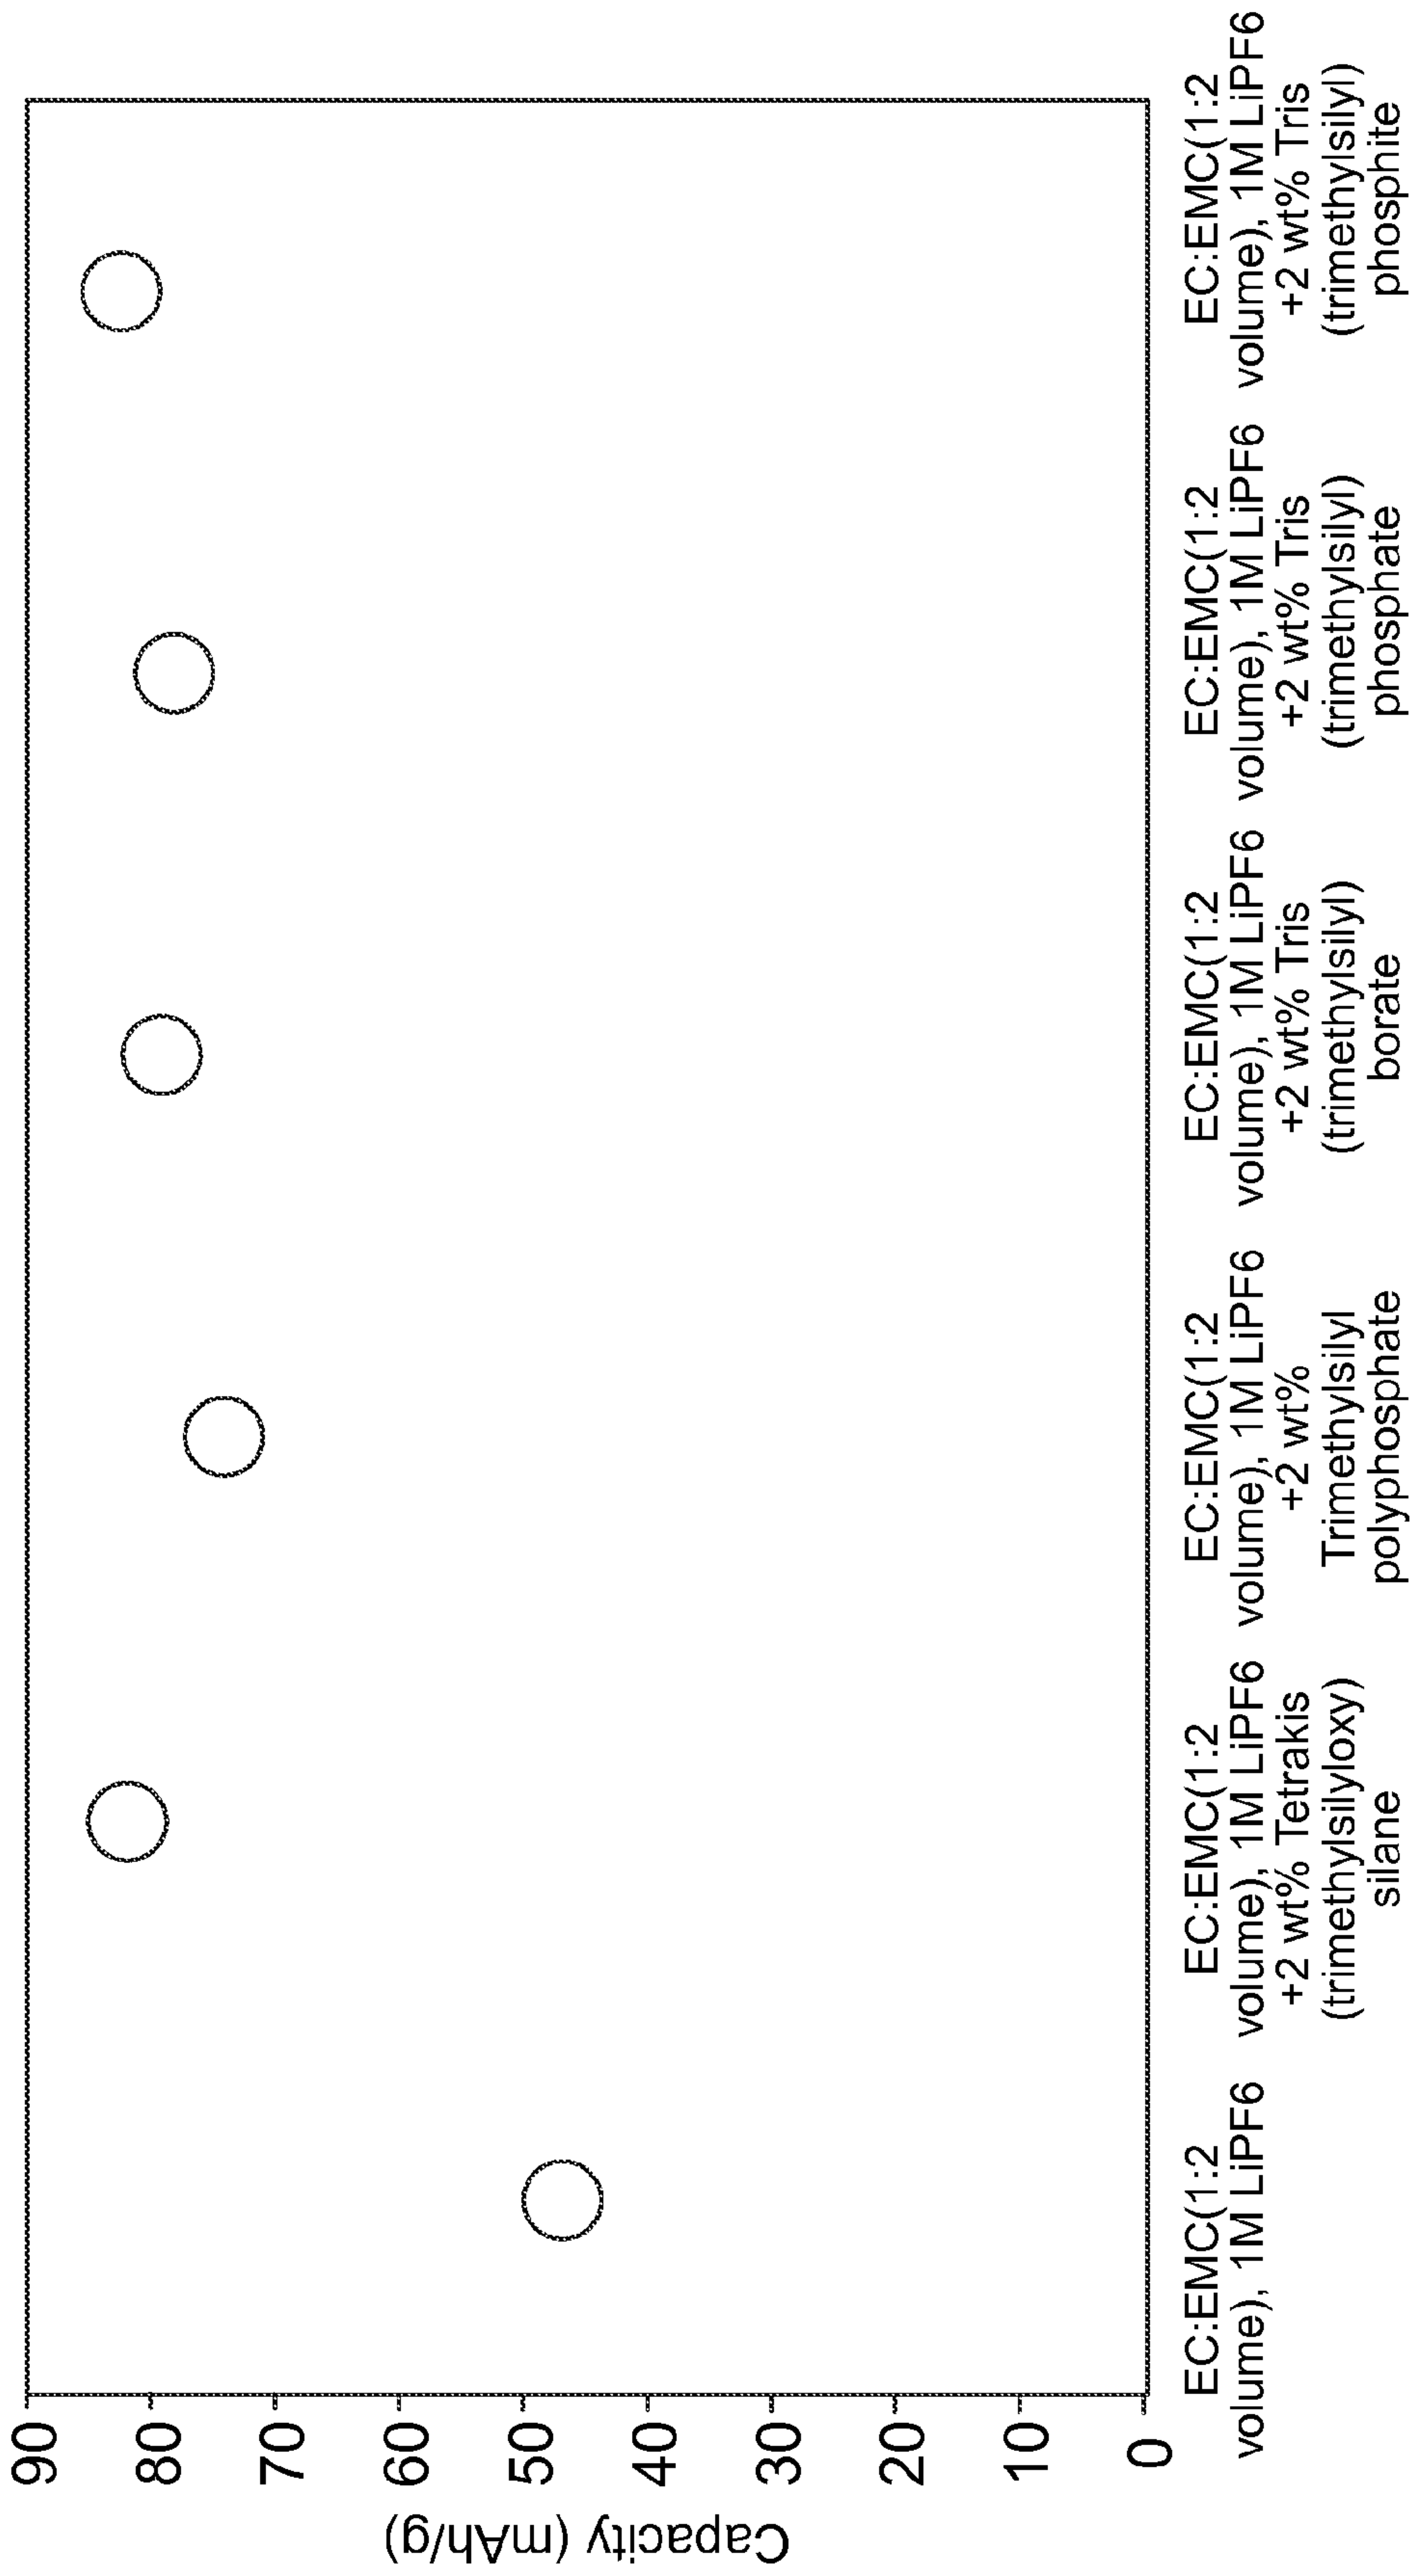 90
80
70
60
50
40
30
20
10
0
Capacity (mAh/g)
EC:EMC(1:2
volume), 1M LiPF6
EC:EMC(1:2
volume), 1M LiPF6
+2 wt% Tetrakis
(trimethylsilyloxy)
silane
EC:EMC(1:2
volume), 1M LiPF6
+2 wt%
Trimethylsilyl
polyphosphate
EC:EMC(1:2
volume), 1M LiPF6
+2 wt% Tris
(trimethylsilyl)
borate
EC:EMC(1:2
volume), 1M LiPF6
+2 wt% Tris
(trimethylsilyl)
phosphate
EC:EMC(1:2
volume), 1M LiPF6
+2 wt% Tris
(trimethylsilyl)
phosphite